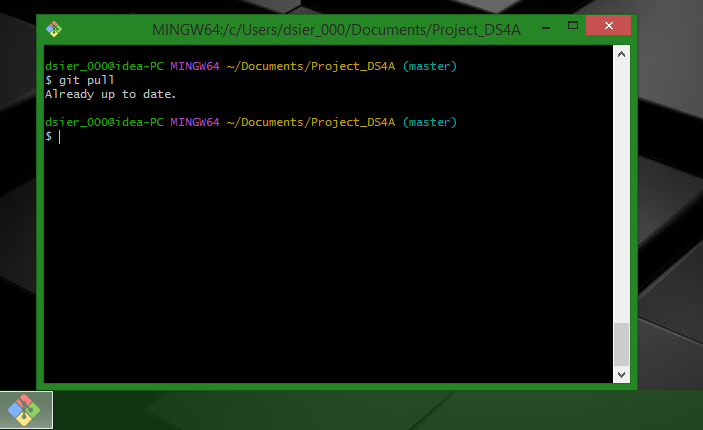 MINGW64:/c/Users/dsier_000/Documents/Project_DS4A
dsier_000@idea-PC MINGW64 ~/Documents/Project_DS4A (master)
$ git pull
Already up to date.
dsier_000@idea-PC MINGW64 ~/Documents/Project_DS4A (master)
$